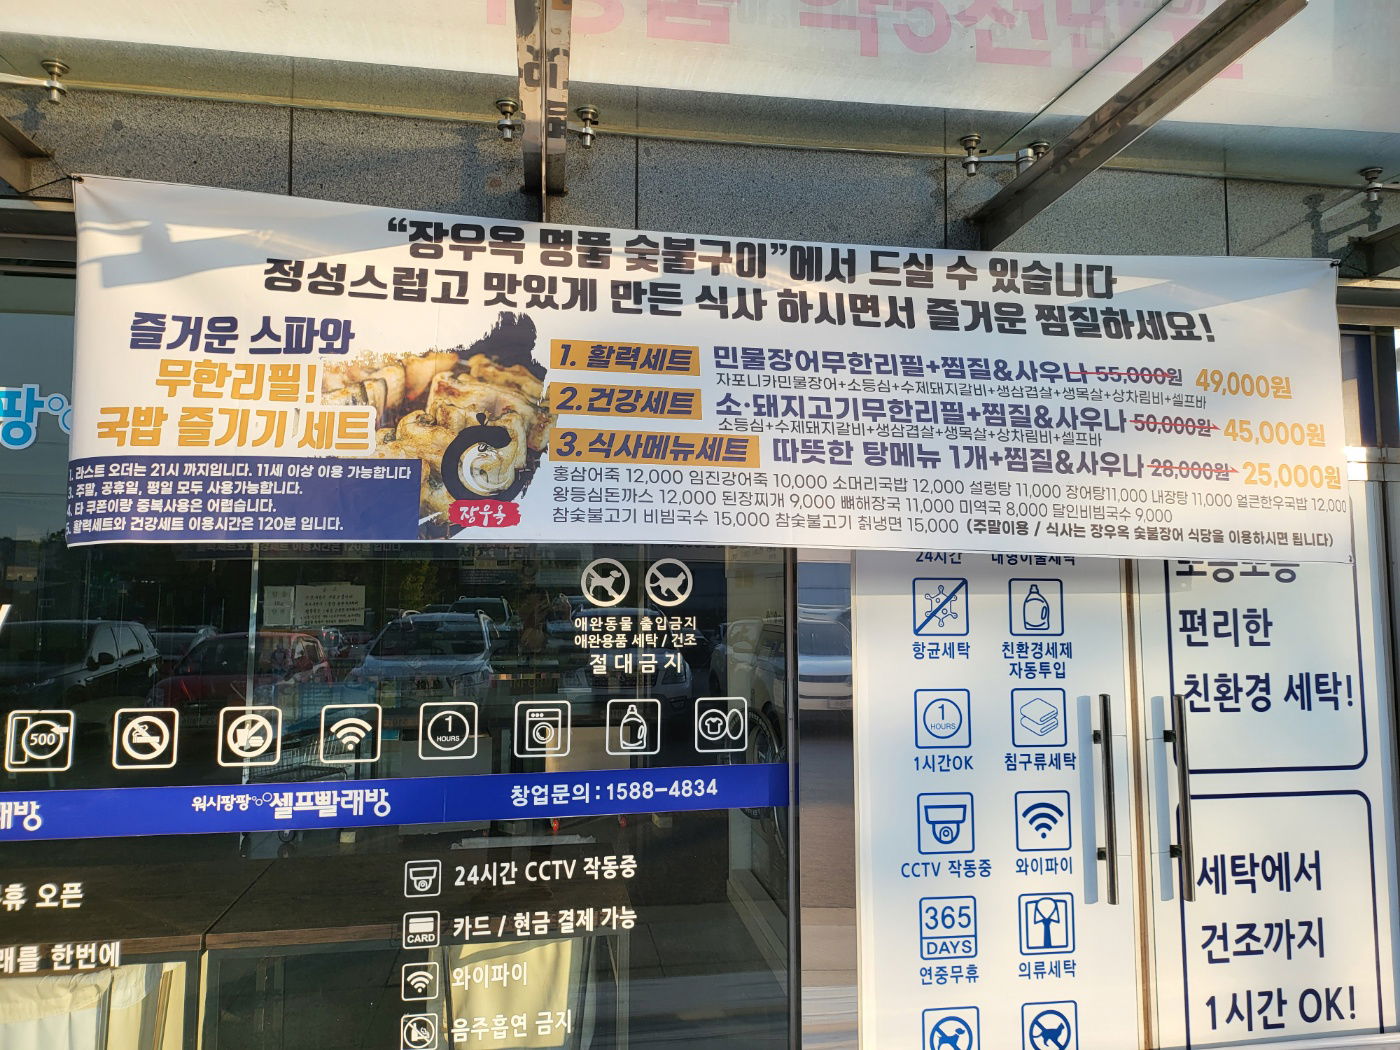 "장우옥 명품 숯불구이"에서 드실 수 있습니다
정성스럽고 맛있게 만든 식사 하시면서 즐거운 찜질하세요!
즐거운 스파와
무한리필!
국밥 즐기기 세트
1. 라스트 오더는 21시 까지입니다. 11세 이상 이용 가능합니다
3. 주말, 공휴일, 평일 모두 사용가능합니다.
4. 타 쿠폰이랑 중복사용은 어렵습니다.
5. 활력세트와 건강세트 이용시간은 120분 입니다.
장우옥
1. 활력세트 민물장어무한리필+찜질&사우나 55,000원 49,000원
자포니카민물장어+소등심+수제돼지갈비+생삼겹살+생목살+상차림비+셀프바
2.건강세트 소·돼지고기무한리필+찜질&사우나 50,000원 45,000원
소등심+수제돼지갈비+생삼겹살+생목살+상차림비+셀프바
3.식사메뉴세트 따뜻한 탕메뉴 1개+찜질&사우나 28,000원 25,000원
홍삼어죽 12,000 임진강어죽 10,000 소머리국밥 12,000 설렁탕 11,000 장어탕11,000 내장탕 11,000 얼큰한우국밥 12,000
왕등심돈까스 12,000 된장찌개 9,000 뼈해장국 11,000 미역국 8,000 달인비빔국수 9,000
참숯불고기 비빔국수 15,000 참숯불고기 칡냉면 15,000 (주말이용 / 식사는 장우옥 숯불장어 식당을 이용하시면 됩니다)
팡
애완동물 출입금지
애완용품 세탁 / 건조
절대금지
500
1
HOURS
래방
워시팡팡 셀프빨래방
창업문의:1588-4834
휴 오픈
래를 한번에
24시간 CCTV 작동중
CARD
카드 / 현금 결제 가능
와이파이
음주흡연 금지
24시간
대형이불세탁
항균세탁
친환경세제
자동투입
1
HOURS
1시간OK
침구류세탁
CCTV 작동중
와이파이
365
DAYS
연중무휴
의류세탁
편리한
친환경 세탁!
세탁에서
건조까지
1시간 OK!